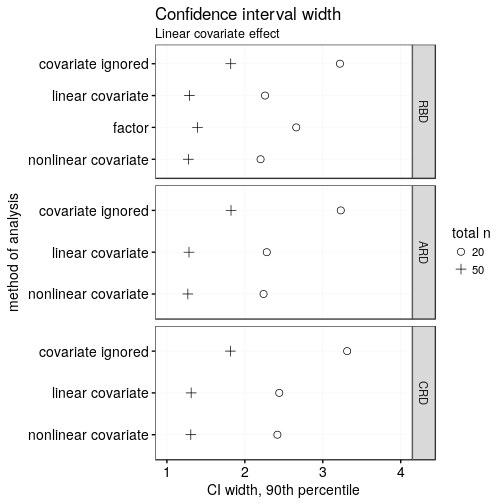 Confidence interval width
Linear covariate effect
method of analysis
covariate ignored
linear covariate
factor
nonlinear covariate
RBD
covariate ignored
linear covariate
nonlinear covariate
ARD
covariate ignored
linear covariate
nonlinear covariate
CRD
1 2 3 4
CI width, 90th percentile
total n
20
50